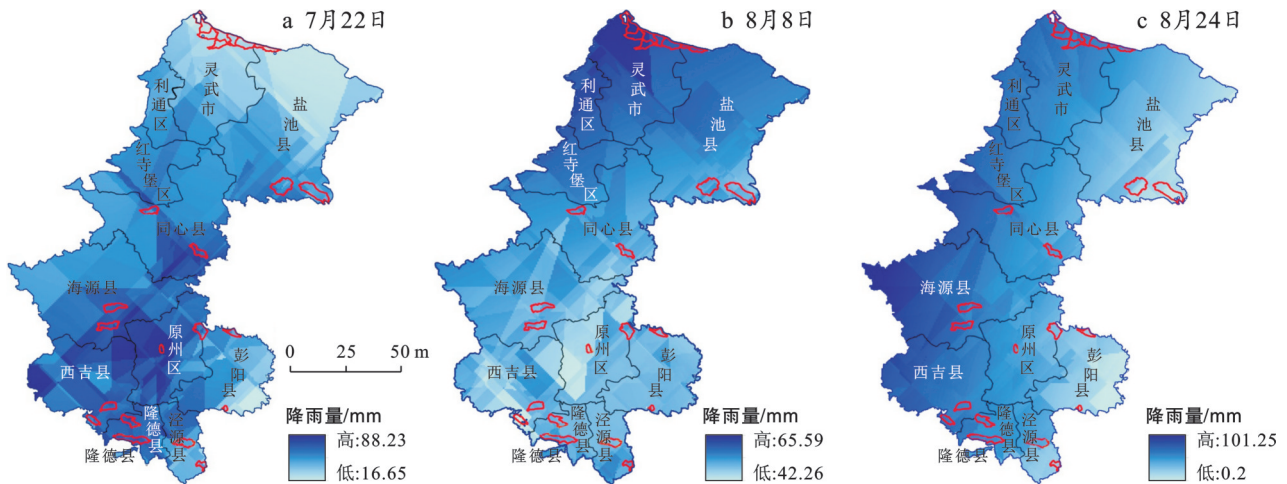 a 7月22日
灵武市
利通区
盐池县
红寺堡区
同心县
海源县
原州区
彭阳县
西吉县
隆德县
泾源县
隆德县
0 25 50 m
降雨量/mm
高:88.23
低:16.65
b 8月8日
灵武市
利通区
盐池县
红寺堡区
同心县
海源县
原州区
彭阳县
西吉县
隆德县
泾源县
隆德县
降雨量/mm
高:65.59
低:42.26
c 8月24日
灵武市
利通区
盐池县
红寺堡区
同心县
海源县
原州区
彭阳县
西吉县
隆德县
泾源县
隆德县
降雨量/mm
高:101.25
低:0.2